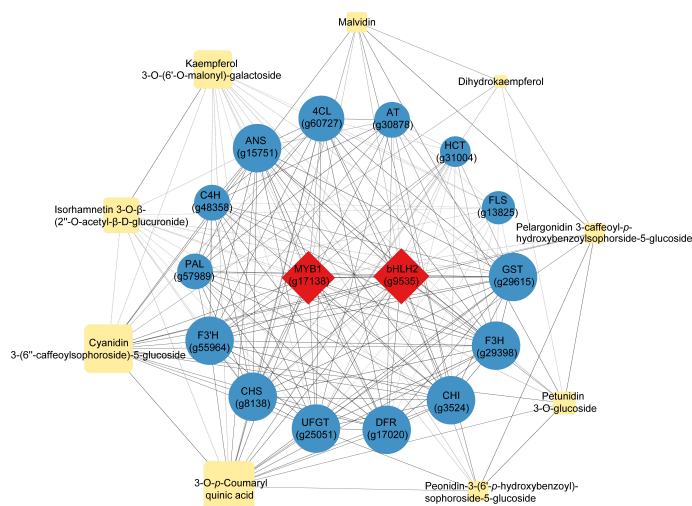 Malvidin
Kaempferol
3-O-(6'-O-malonyl)-galactoside
Dihydrokaempferol
4CL
(g60727)
AT
(g30878)
ANS
(g15751)
HCT
(g31004)
C4H
(g48358)
FLS
(g13825)
Isorhamnetin 3-O-β-
(2"-O-acetyl-β-D-glucuronide)
Pelargonidin 3-caffeoyl-p-
hydroxybenzoylsophorside-5-glucoside
PAL
(g57989)
MYB1
(g17138)
bHLH2
(g9535)
GST
(g29615)
Cyanidin
3-(6"-caffeoylsophoroside)-5-glucoside
F3'H
(g55964)
F3H
(g29398)
CHS
(g8138)
CHI
(g3524)
Petunidin
3-O-glucoside
UFGT
(g25051)
DFR
(g17020)
3-O-p-Coumaryl
quinic acid
Peonidin-3-(6'-p-hydroxybenzoyl)-
sophoroside-5-glucoside